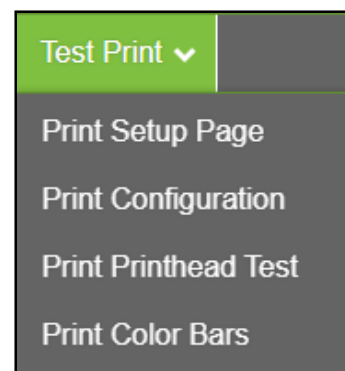 Test Print
Print Setup Page
Print Configuration
Print Printhead Test
Print Color Bars